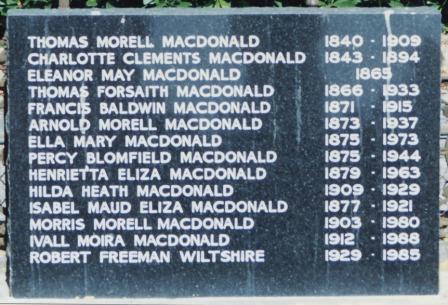 THOMAS MORELL MACDONALD 1840 - 1909
CHARLOTTE CLEMENTS MACDONALD 1843 - 1894
ELEANOR MAY MACDONALD 1865
THOMAS FORSAITH MACDONALD 1866 - 1933
FRANCIS BALDWIN MACDONALD 1871 - 1915
ARNOLD MORELL MACDONALD 1873 - 1937
ELLA MARY MACDONALD 1875 - 1973
PERCY BLOMFIELD MACDONALD 1875 - 1944
HENRIETTA ELIZA MACDONALD 1879 - 1963
HILDA HEATH MACDONALD 1909 - 1929
ISABEL MAUD ELIZA MACDONALD 1877 - 1921
MORRIS MORELL MACDONALD 1903 - 1980
IVALL MOIRA MACDONALD 1912 - 1988
ROBERT FREEMAN WILTSHIRE 1929 - 1985